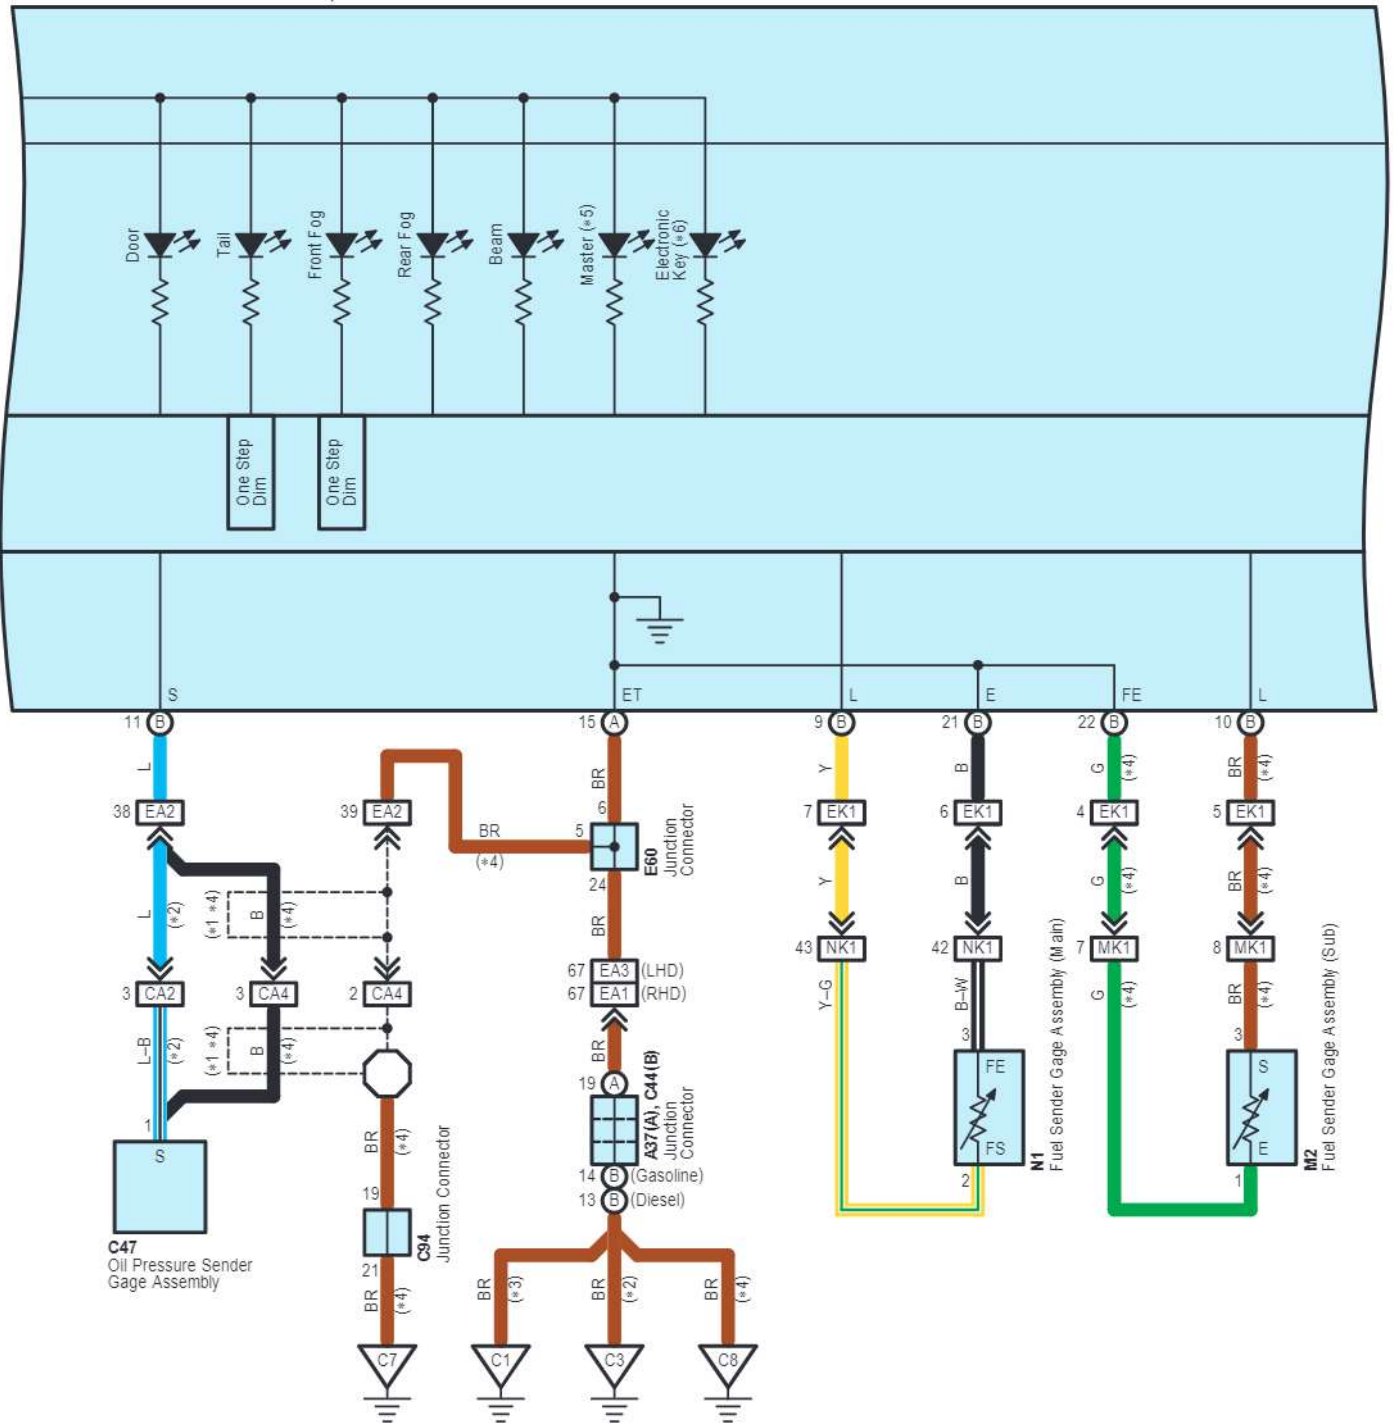 Door
Tail
Front Fog
Rear Fog
Beam
Master (*5)
Electronic
Key (*6)
One Step
Dim
One Step
Dim
S
ET
L
E
FE
L
11 B
15 A
9 B
21 B
22 B
10 B
L
BR
Y
B
G
(*4)
BR
(*4)
38 EA2
39 EA2
6
7 EK1
6 EK1
4 EK1
5 EK1
BR
(*4)
5
E60
Junction
Connector
24
L
(*2)
(*1 *4)
B
(*4)
BR
Y
B
G
(*4)
BR
(*4)
43 NK1
42 NK1
7 MK1
8 MK1
67 EA3 (LHD)
67 EA1 (RHD)
3 CA2
3 CA4
2 CA4
Y-G
B-W
G
(*4)
BR
(*4)
L-B
(*2)
(*1 *4)
B
(*4)
BR
3
FE
FS
2
N1
Fuel Sender Gage Assembly (Main)
3
S
E
1
M2
Fuel Sender Gage Assembly (Sub)
19 A
A37(A), C44(B)
Junction
Connector
14 B (Gasoline)
13 B (Diesel)
1
S
C47
Oil Pressure Sender
Gage Assembly
BR
(*4)
19
C94
Junction Connector
21
BR
(*4)
BR
(*3)
BR
(*2)
BR
(*4)
C7
C1
C3
C8